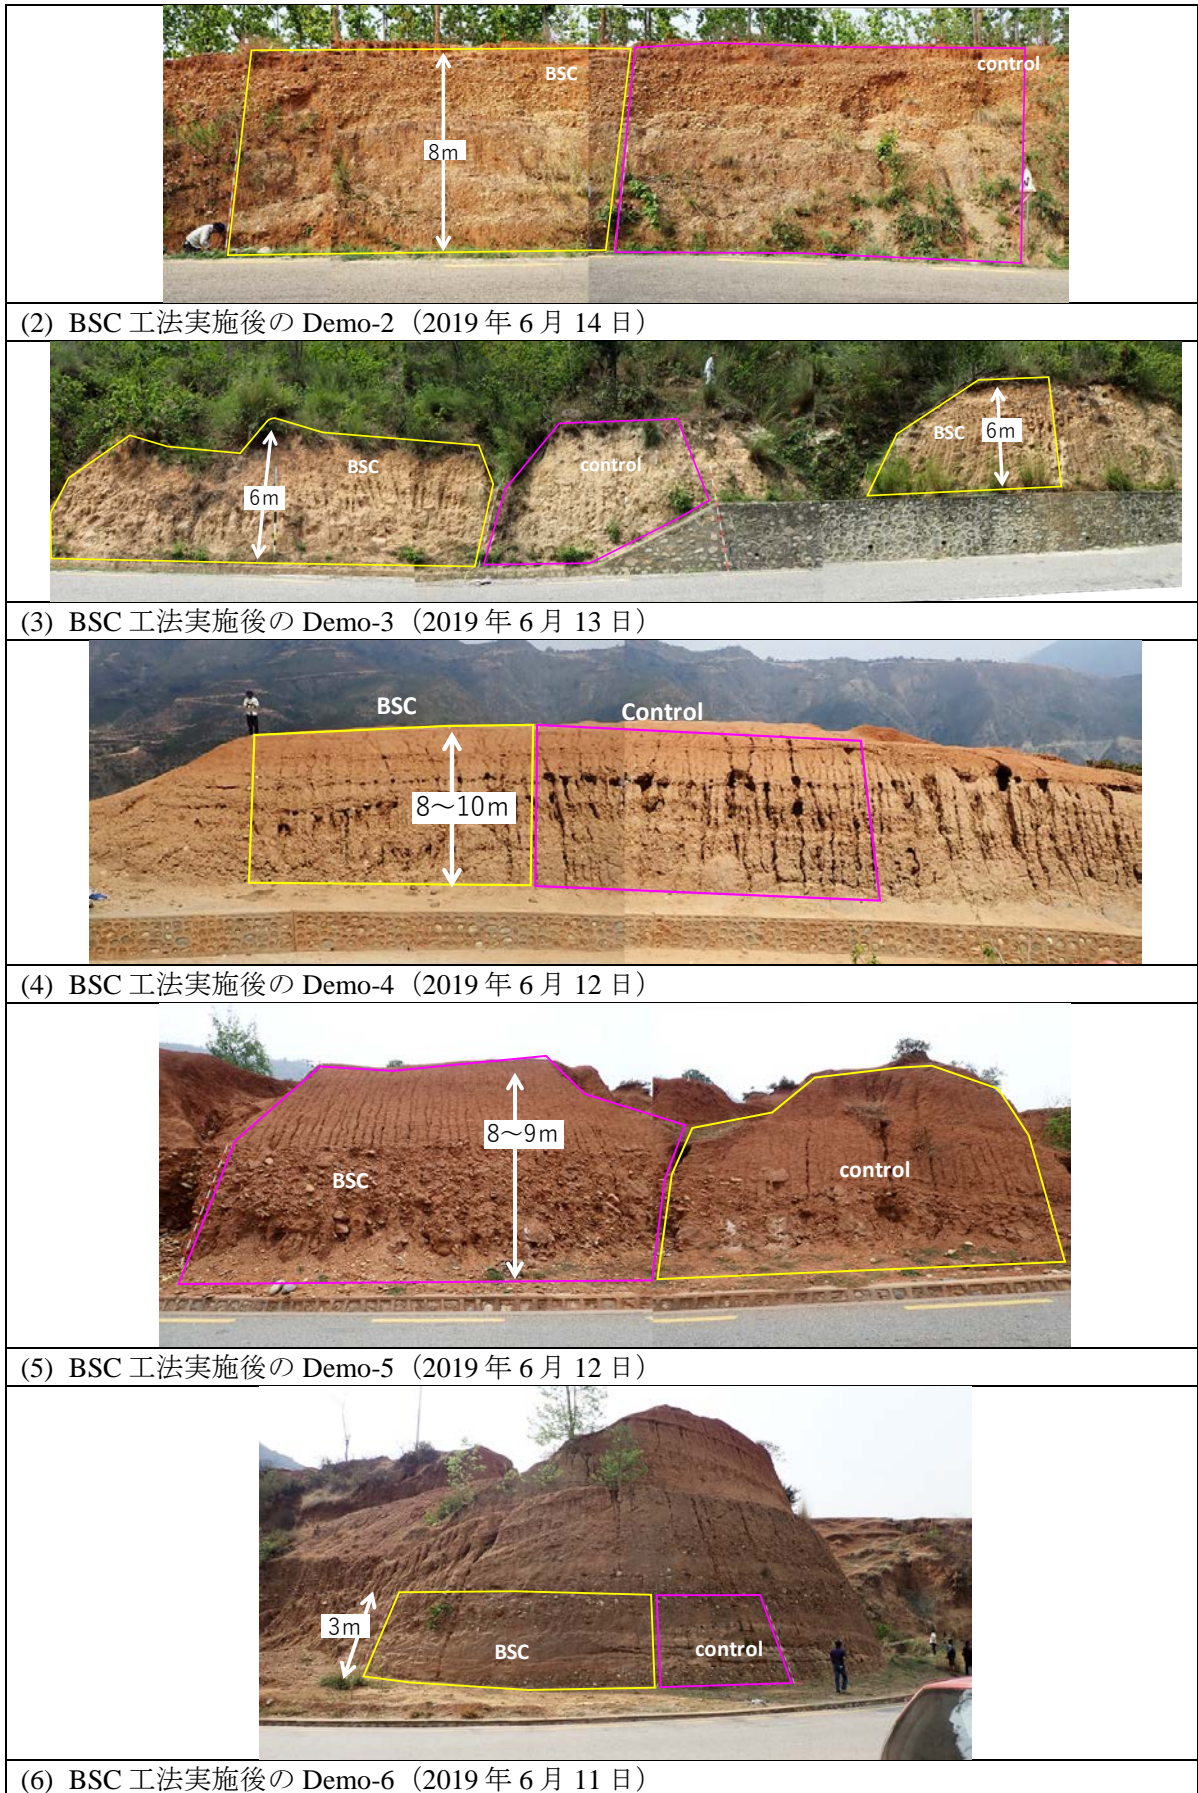 BSC
control
8m
(2) BSC 工法実施後の Demo-2（2019 年 6 月 14 日）
BSC
6m
control
BSC
6m
(3) BSC 工法実施後の Demo-3（2019 年 6 月 13 日）
BSC
Control
8～10m
(4) BSC 工法実施後の Demo-4（2019 年 6 月 12 日）
8～9m
BSC
control
(5) BSC 工法実施後の Demo-5（2019 年 6 月 12 日）
3m
BSC
control
(6) BSC 工法実施後の Demo-6（2019 年 6 月 11 日）